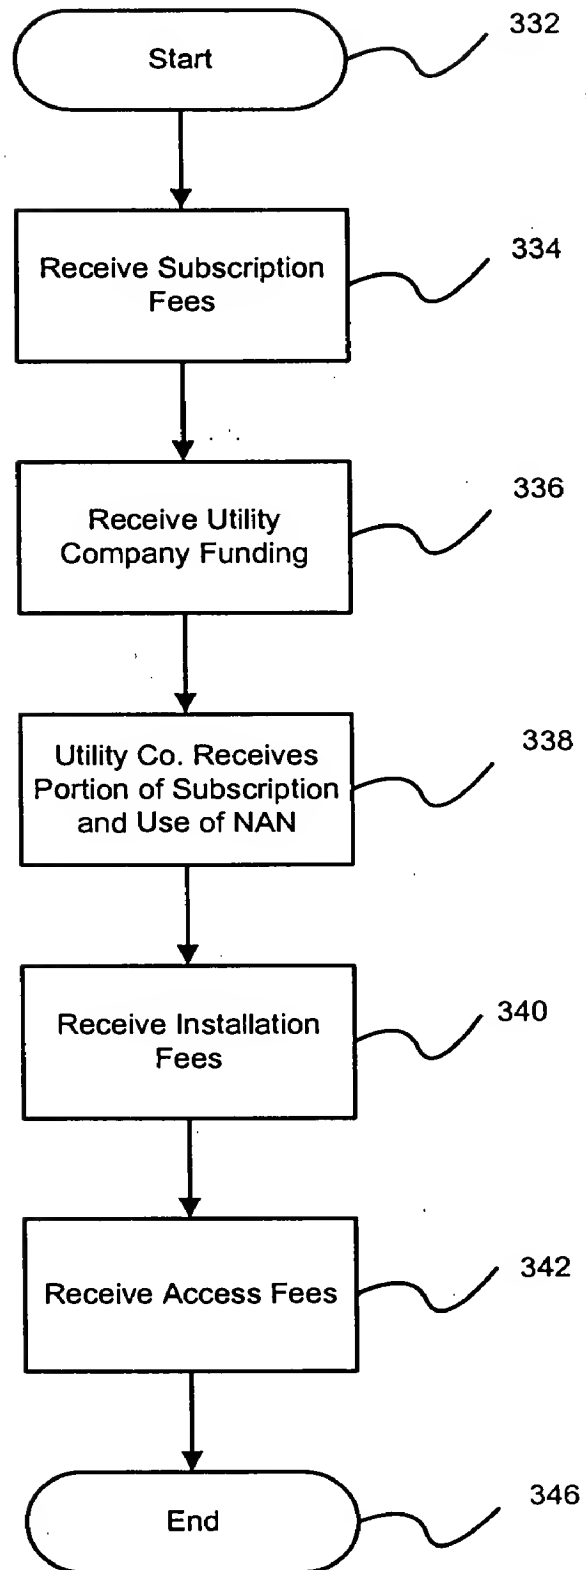 Start
332
Receive Subscription
Fees
334
Receive Utility
Company Funding
336
Utility Co. Receives
Portion of Subscription
and Use of NAN
338
Receive Installation
Fees
340
Receive Access Fees
342
End
346